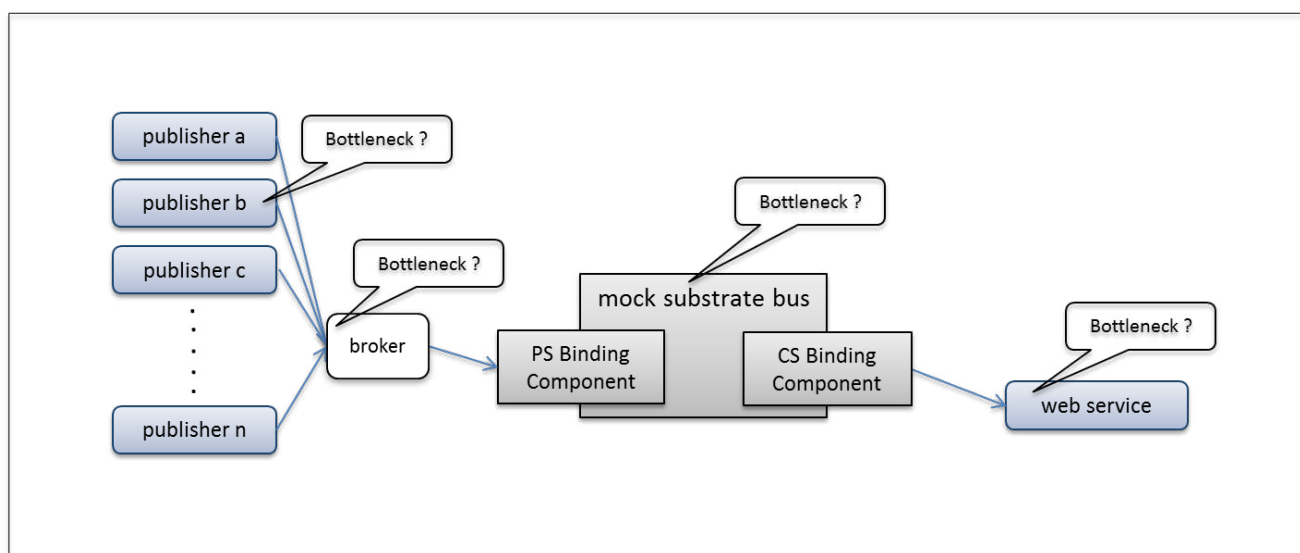 publisher a
Bottleneck ?
publisher b
Bottleneck ?
publisher c
Bottleneck ?
mock substrate bus
broker
PS Binding
Component
CS Binding
Component
Bottleneck ?
web service
publisher n